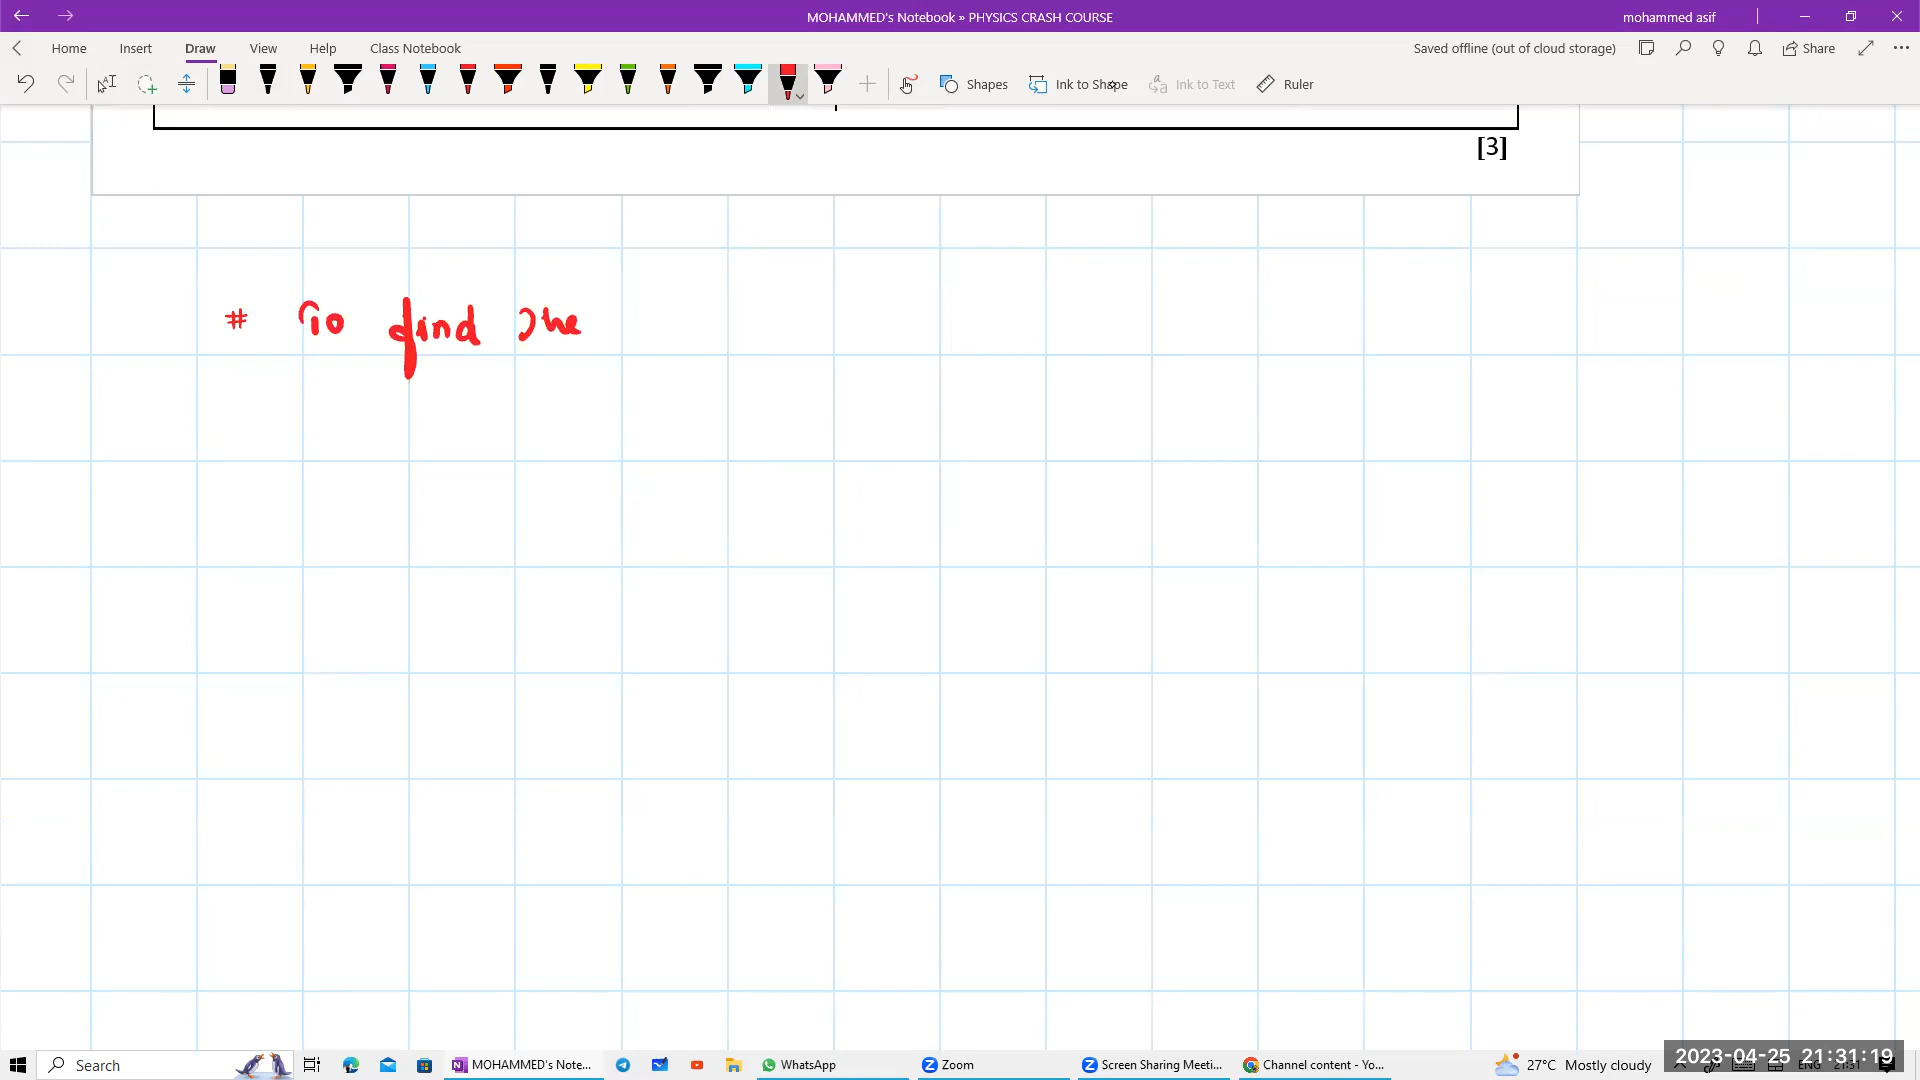 MOHAMMED's Notebook » PHYSICS CRASH COURSE
mohammed asif
Home Insert Draw View Help Class Notebook
Saved offline (out of cloud storage)
Share
Shapes
Ink to Shape
Ink to Text
Ruler
[3]
# To find the
Search
MOHAMMED's Note...
WhatsApp
Zoom
Screen Sharing Meeti...
Channel content - Yo...
27°C Mostly cloudy
2023-04-25 21:31:19